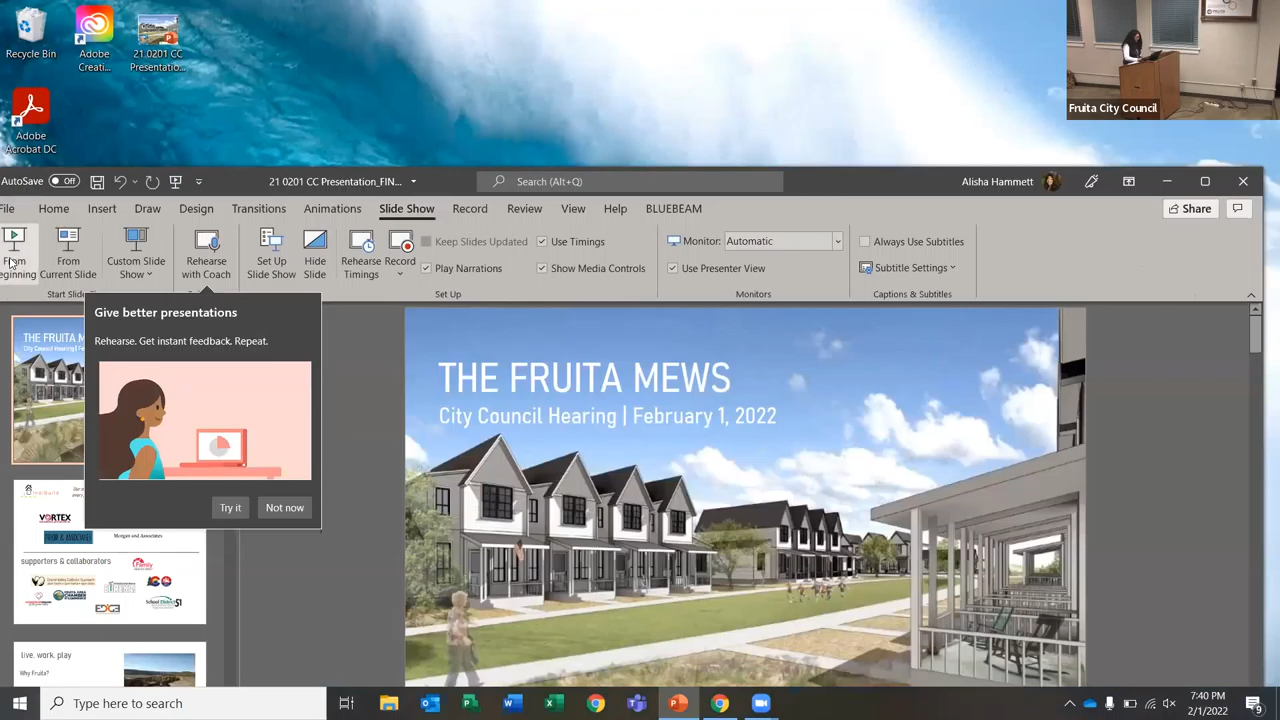 Recycle Bin
Adobe
Creati...
21 0201 CC
Presentatio...
Adobe
Acrobat DC
Fruita City Council
AutoSave
Off
21 0201 CC Presentation_FIN...
Search (Alt+Q)
Alisha Hammett
File
Home
Insert
Draw
Design
Transitions
Animations
Slide Show
Record
Review
View
Help
BLUEBEAM
Share
From
Beginning
From
Current Slide
Custom Slide
Show
Rehearse
with Coach
Set Up
Slide Show
Hide
Slide
Rehearse
Timings
Record
Keep Slides Updated
Play Narrations
Use Timings
Show Media Controls
Monitor:
Automatic
Use Presenter View
Always Use Subtitles
Subtitle Settings
Set Up
Monitors
Captions & Subtitles
Give better presentations
Rehearse. Get instant feedback. Repeat.
Try it
Not now
THE FRUITA MEWS
City Council Hearing | February 1, 2022
VORTEX
Morgan and Associates
supporters & collaborators
live. work. play
Why Fruita?
Type here to search
7:40 PM
2/1/2022
9